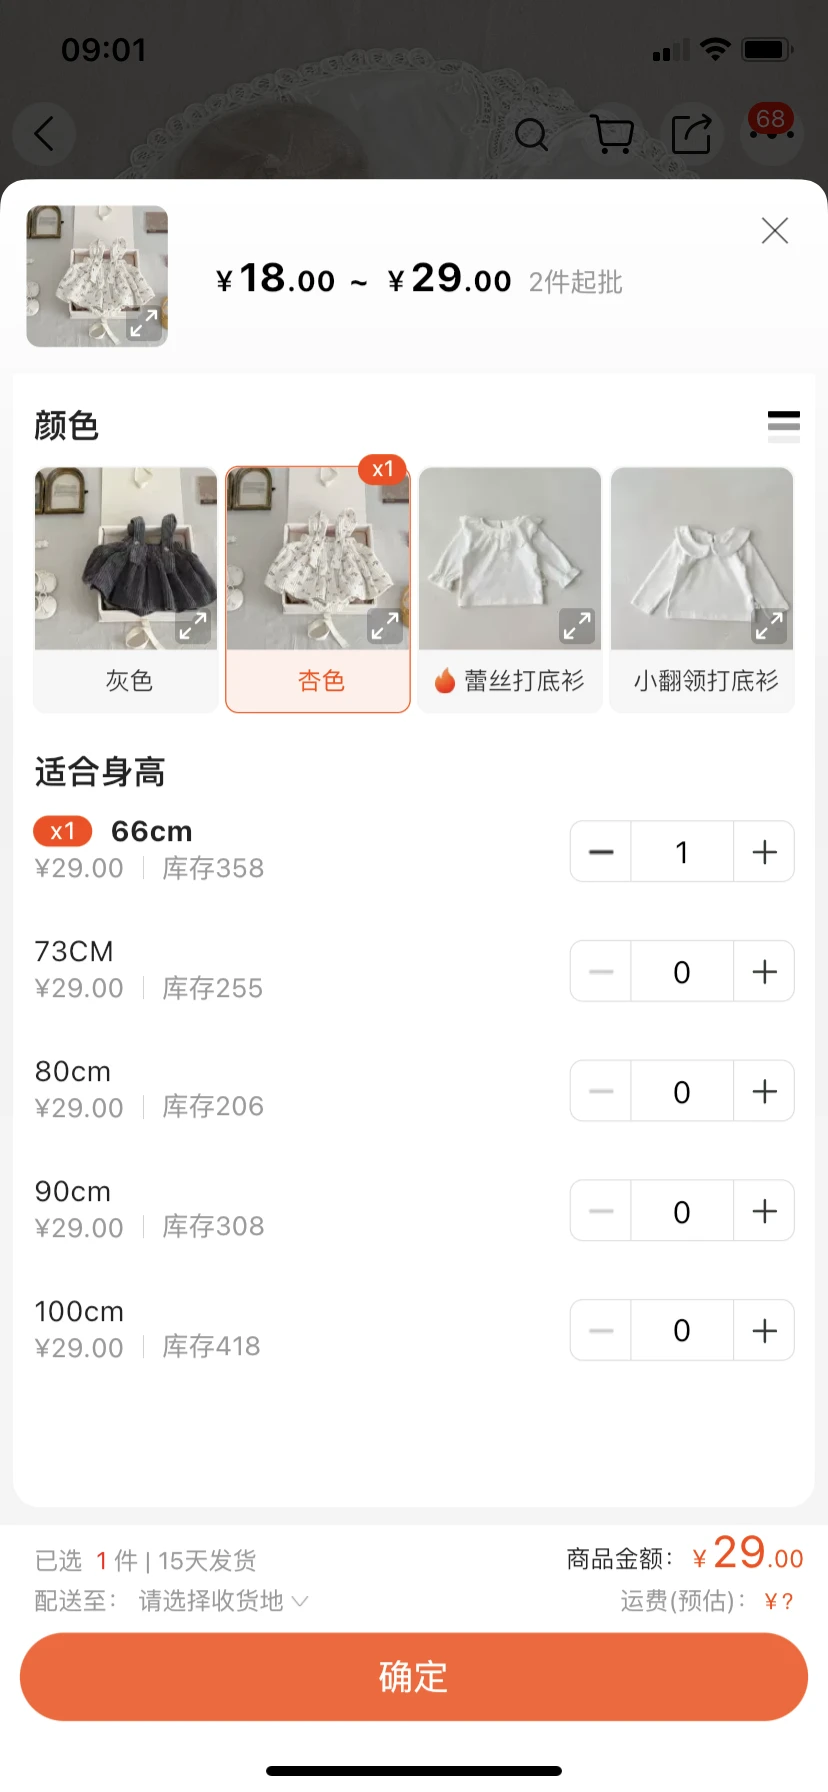 09:01
68
¥18.00 ~ ¥29.00 2件起批
颜色
x1
灰色
杏色
蕾丝打底衫
小翻领打底衫
适合身高
x1 66cm
¥29.00 库存358
1
73CM
¥29.00 库存255
0
80cm
¥29.00 库存206
0
90cm
¥29.00 库存308
0
100cm
¥29.00 库存418
0
已选 1 件 | 15天发货
商品金额: ¥29.00
配送至: 请选择收货地
运费(预估): ¥?
确定